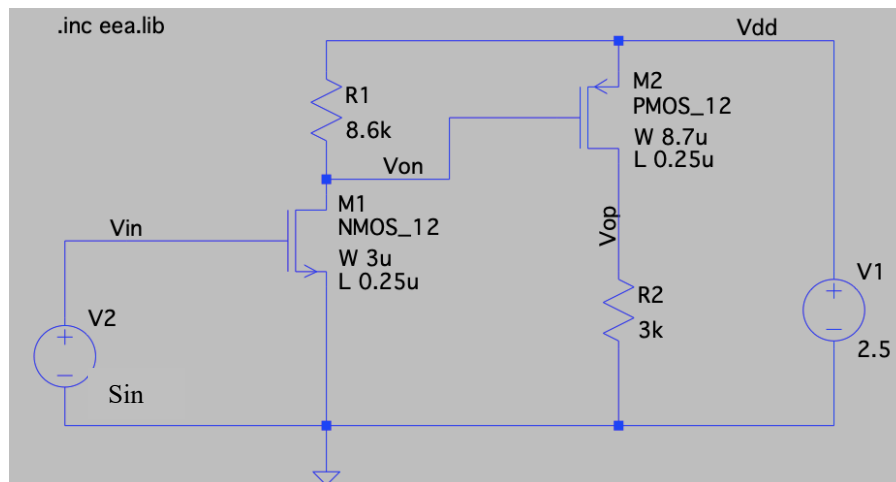 .inc eea.lib
Vdd
R1
8.6k
M2
PMOS_12
W 8.7u
L 0.25u
Von
M1
NMOS_12
W 3u
L 0.25u
Vin
Vop
V2
Sin
R2
3k
V1
2.5